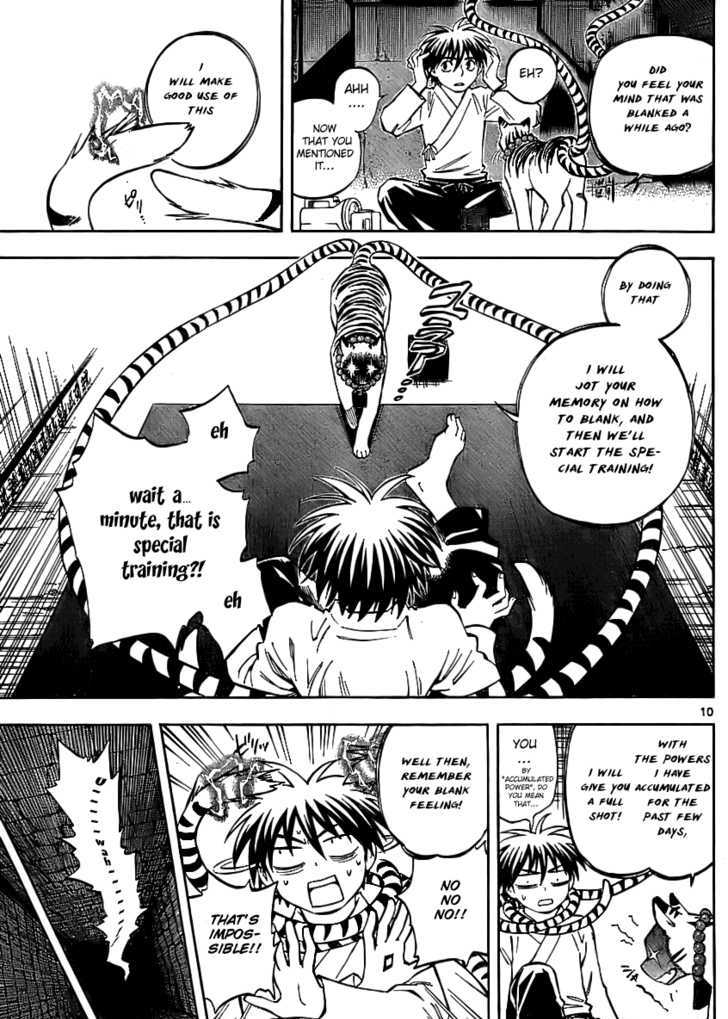 DID
YOU FEEL YOUR
MIND THAT WAS
BLANKED A
WHILE AGO?
EH?
AHH
....
NOW
THAT YOU
MENTIONED
IT...
I
WILL MAKE
GOOD USE OF
THIS
BY DOING
THAT
I WILL
JOT YOUR
MEMORY ON HOW
TO BLANK, AND
THEN WE'LL
START THE SPE-
CIAL TRAINING!
eh
wait a...
minute, that is
special
training?!
eh
10
WITH
THE POWERS
I HAVE
ACCUMULATED
FOR THE
PAST FEW
DAYS,
I WILL
GIVE YOU
A FULL
SHOT!
YOU
....
BY
"ACCUMULATED
POWER", DO
YOU MEAN
THAT...
WELL THEN,
REMEMBER
YOUR BLANK
FEELING!
NO
NO
NO!!
THAT'S
IMPOS-
SIBLE!!